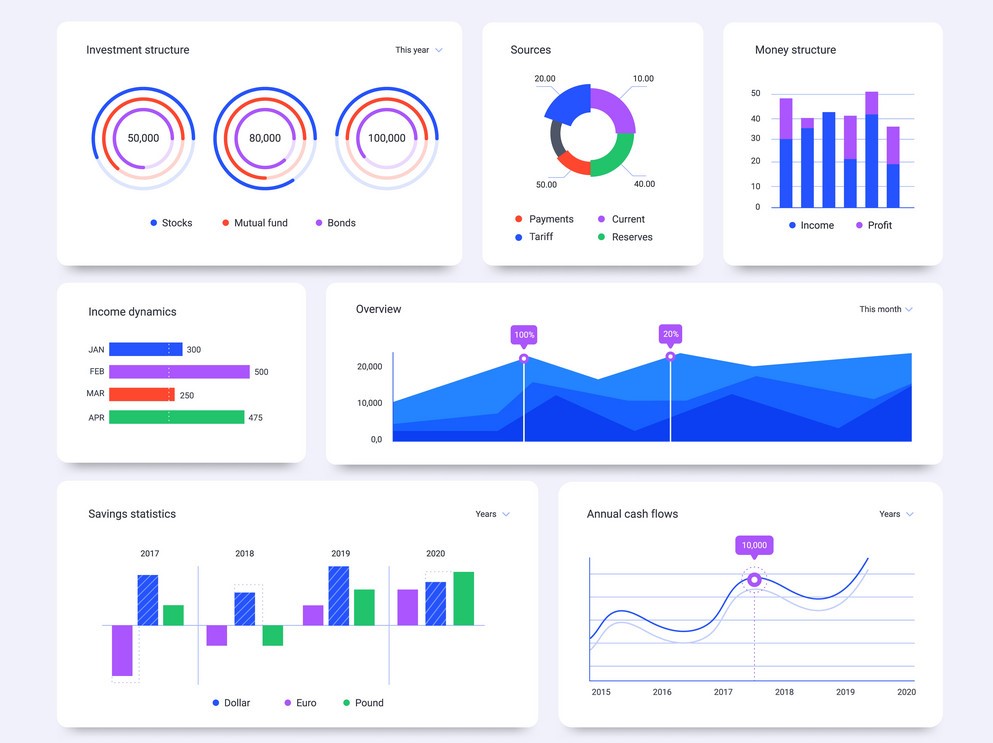 Investment structure
This year
50,000
80,000
100,000
Stocks
Mutual fund
Bonds
Sources
20.00
10.00
50.00
40.00
Payments
Current
Tariff
Reserves
Money structure
50
40
30
20
10
0
Income
Profit
Income dynamics
JAN
300
FEB
500
MAR
250
APR
475
Overview
This month
100%
20%
20,000
10,000
0,0
Savings statistics
Years
2017
2018
2019
2020
Dollar
Euro
Pound
Annual cash flows
Years
10,000
2015
2016
2017
2018
2019
2020